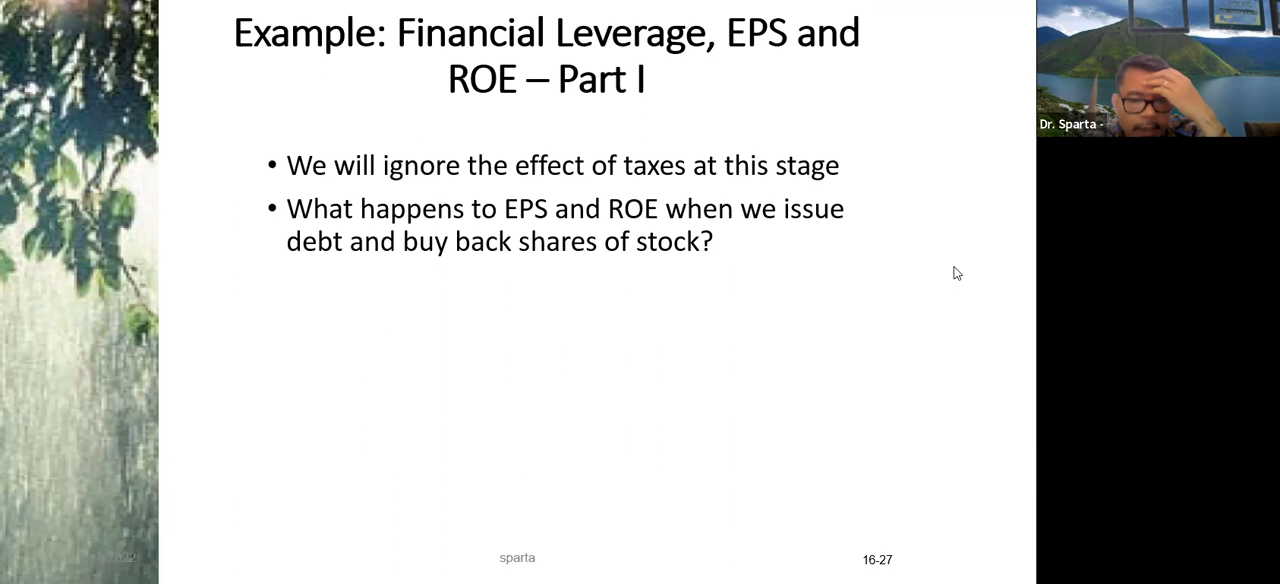 Example: Financial Leverage, EPS and
ROE – Part I
• We will ignore the effect of taxes at this stage
• What happens to EPS and ROE when we issue
debt and buy back shares of stock?
sparta
16-27
Dr. Sparta -